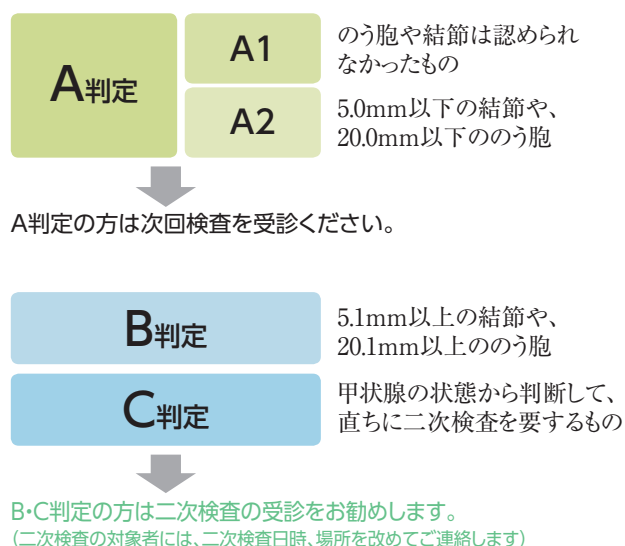 A判定
A1
のう胞や結節は認められ
なかったもの
A2
5.0mm以下の結節や、
20.0mm以下ののう胞
A判定の方は次回検査を受診ください。
B判定
5.1mm以上の結節や、
20.1mm以上ののう胞
C判定
甲状腺の状態から判断して、
直ちに二次検査を要するもの
B・C判定の方は二次検査の受診をお勧めします。
(二次検査の対象者には、二次検査日時、場所を改めてご連絡します)